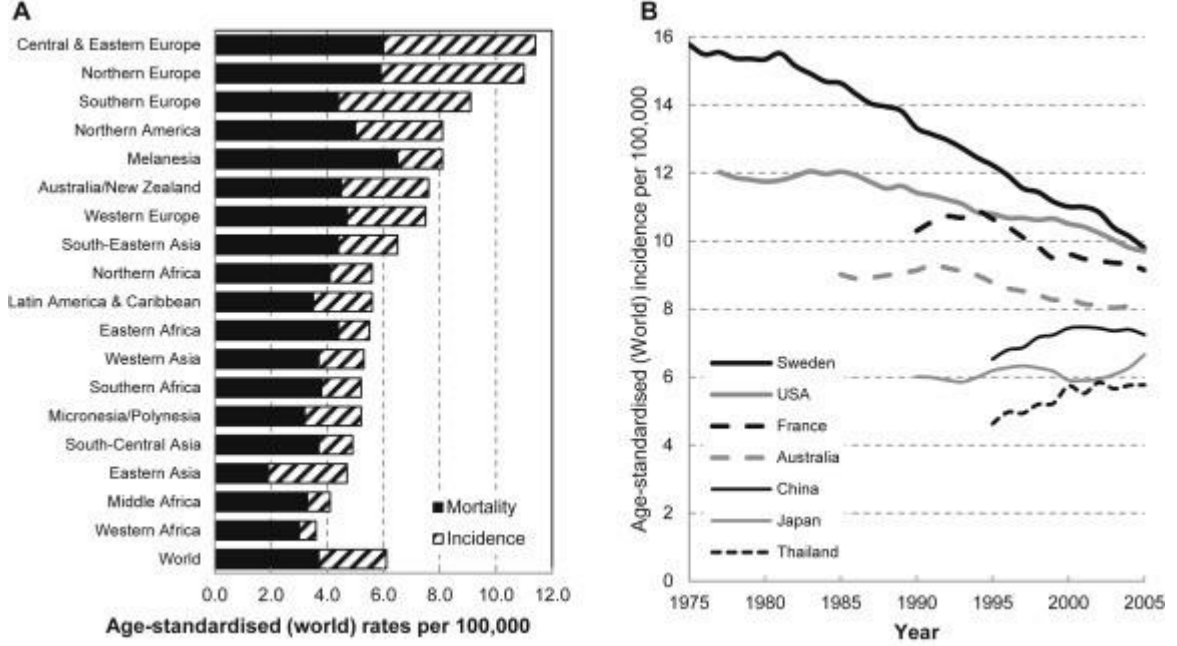 A
Central & Eastern Europe
Northern Europe
Southern Europe
Northern America
Melanesia
Australia/New Zealand
Western Europe
South-Eastern Asia
Northern Africa
Latin America & Caribbean
Eastern Africa
Western Asia
Southern Africa
Micronesia/Polynesia
South-Central Asia
Eastern Asia
Middle Africa
Western Africa
World
Mortality
Incidence
0.0 2.0 4.0 6.0 8.0 10.0 12.0
Age-standardised (world) rates per 100,000
B
Age-standardised (World) incidence per 100,000
16
14
12
10
8
6
4
2
0
Sweden
USA
France
Australia
China
Japan
Thailand
1975 1980 1985 1990 1995 2000 2005
Year